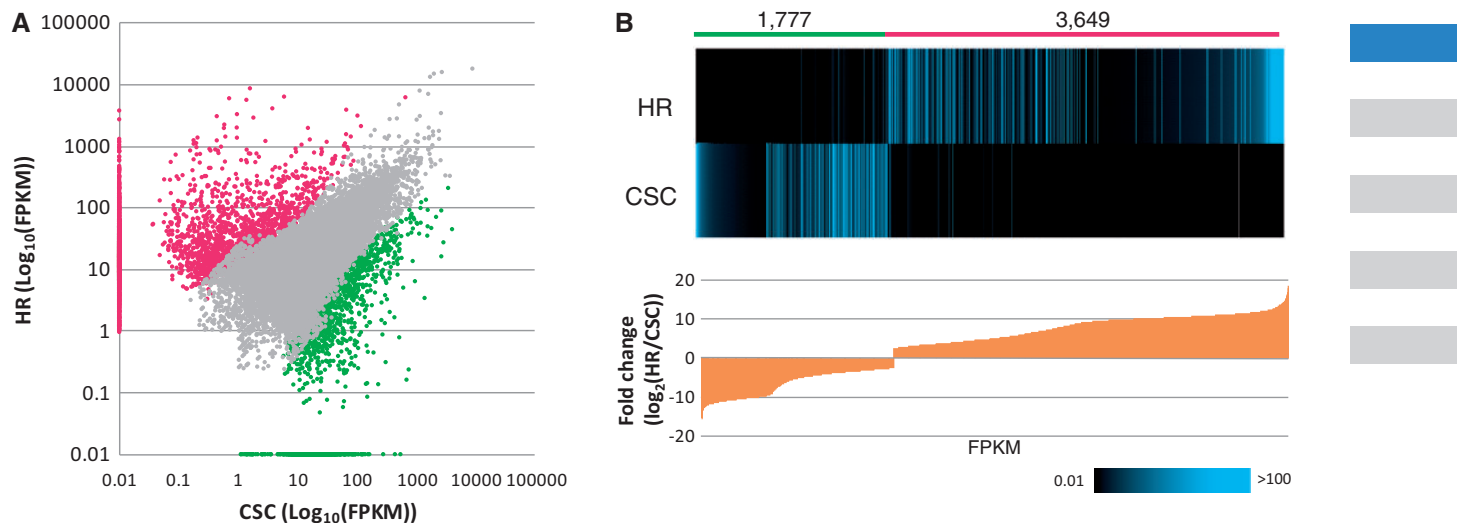 A
100000
10000
1000
100
10
1
0.1
0.01
HR (Log10(FPKM))
0.01 0.1 1 10 100 1000 10000 100000
CSC (Log10(FPKM))
B
1,777 3,649
HR
CSC
20
10
0
-10
-20
Fold change
(log2(HR/CSC))
FPKM
0.01 >100